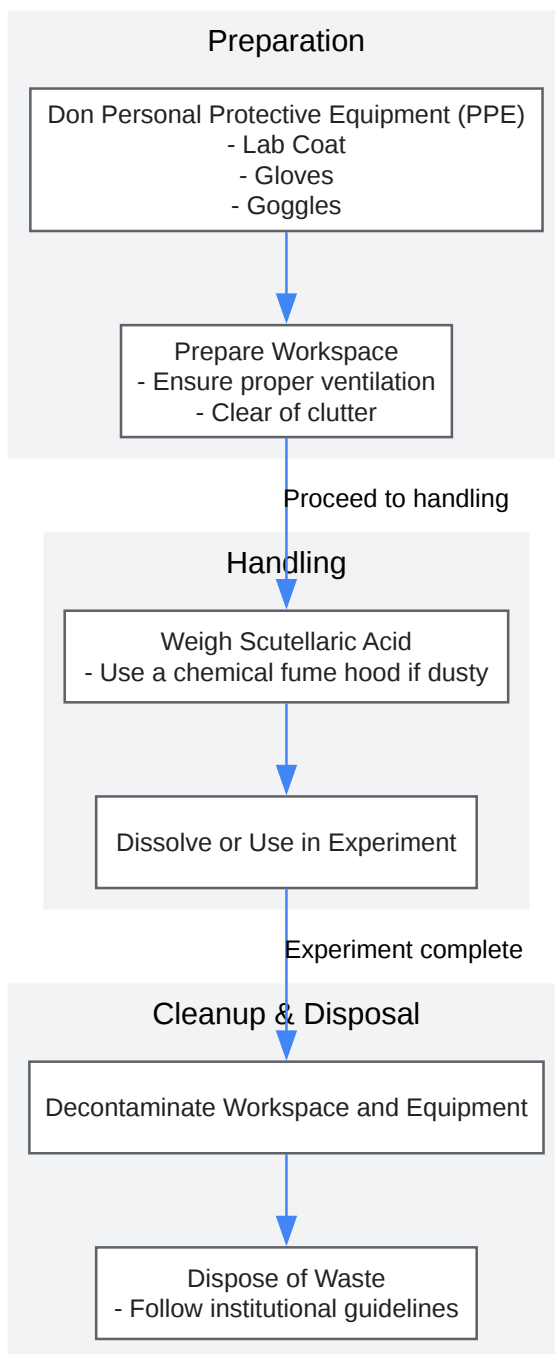 Preparation
Don Personal Protective Equipment (PPE)
- Lab Coat
- Gloves
- Goggles
Prepare Workspace
- Ensure proper ventilation
- Clear of clutter
Proceed to handling
Handling
Weigh Scutellaric Acid
- Use a chemical fume hood if dusty
Dissolve or Use in Experiment
Experiment complete
Cleanup & Disposal
Decontaminate Workspace and Equipment
Dispose of Waste
- Follow institutional guidelines